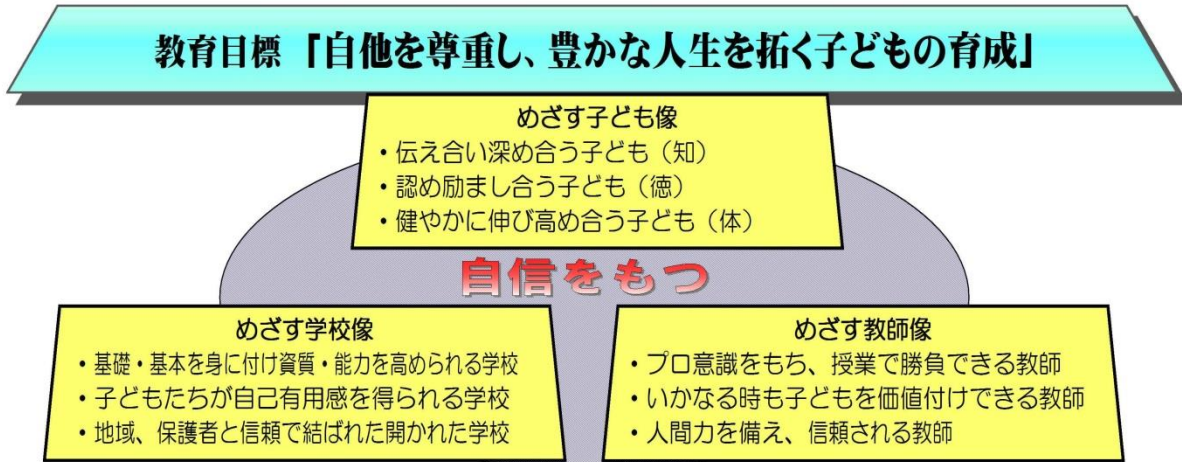 教育目標 『自他を尊重し、豊かな人生を拓く子どもの育成』
めざす子ども像
・伝え合い深め合う子ども（知）
・認め励まし合う子ども（徳）
・健やかに伸び高め合う子ども（体）
自信をもつ
めざす学校像
・基礎・基本を身に付け資質・能力を高められる学校
・子どもたちが自己有用感を得られる学校
・地域、保護者と信頼で結ばれた開かれた学校
めざす教師像
・プロ意識をもち、授業で勝負できる教師
・いかなる時も子どもを価値付けできる教師
・人間力を備え、信頼される教師